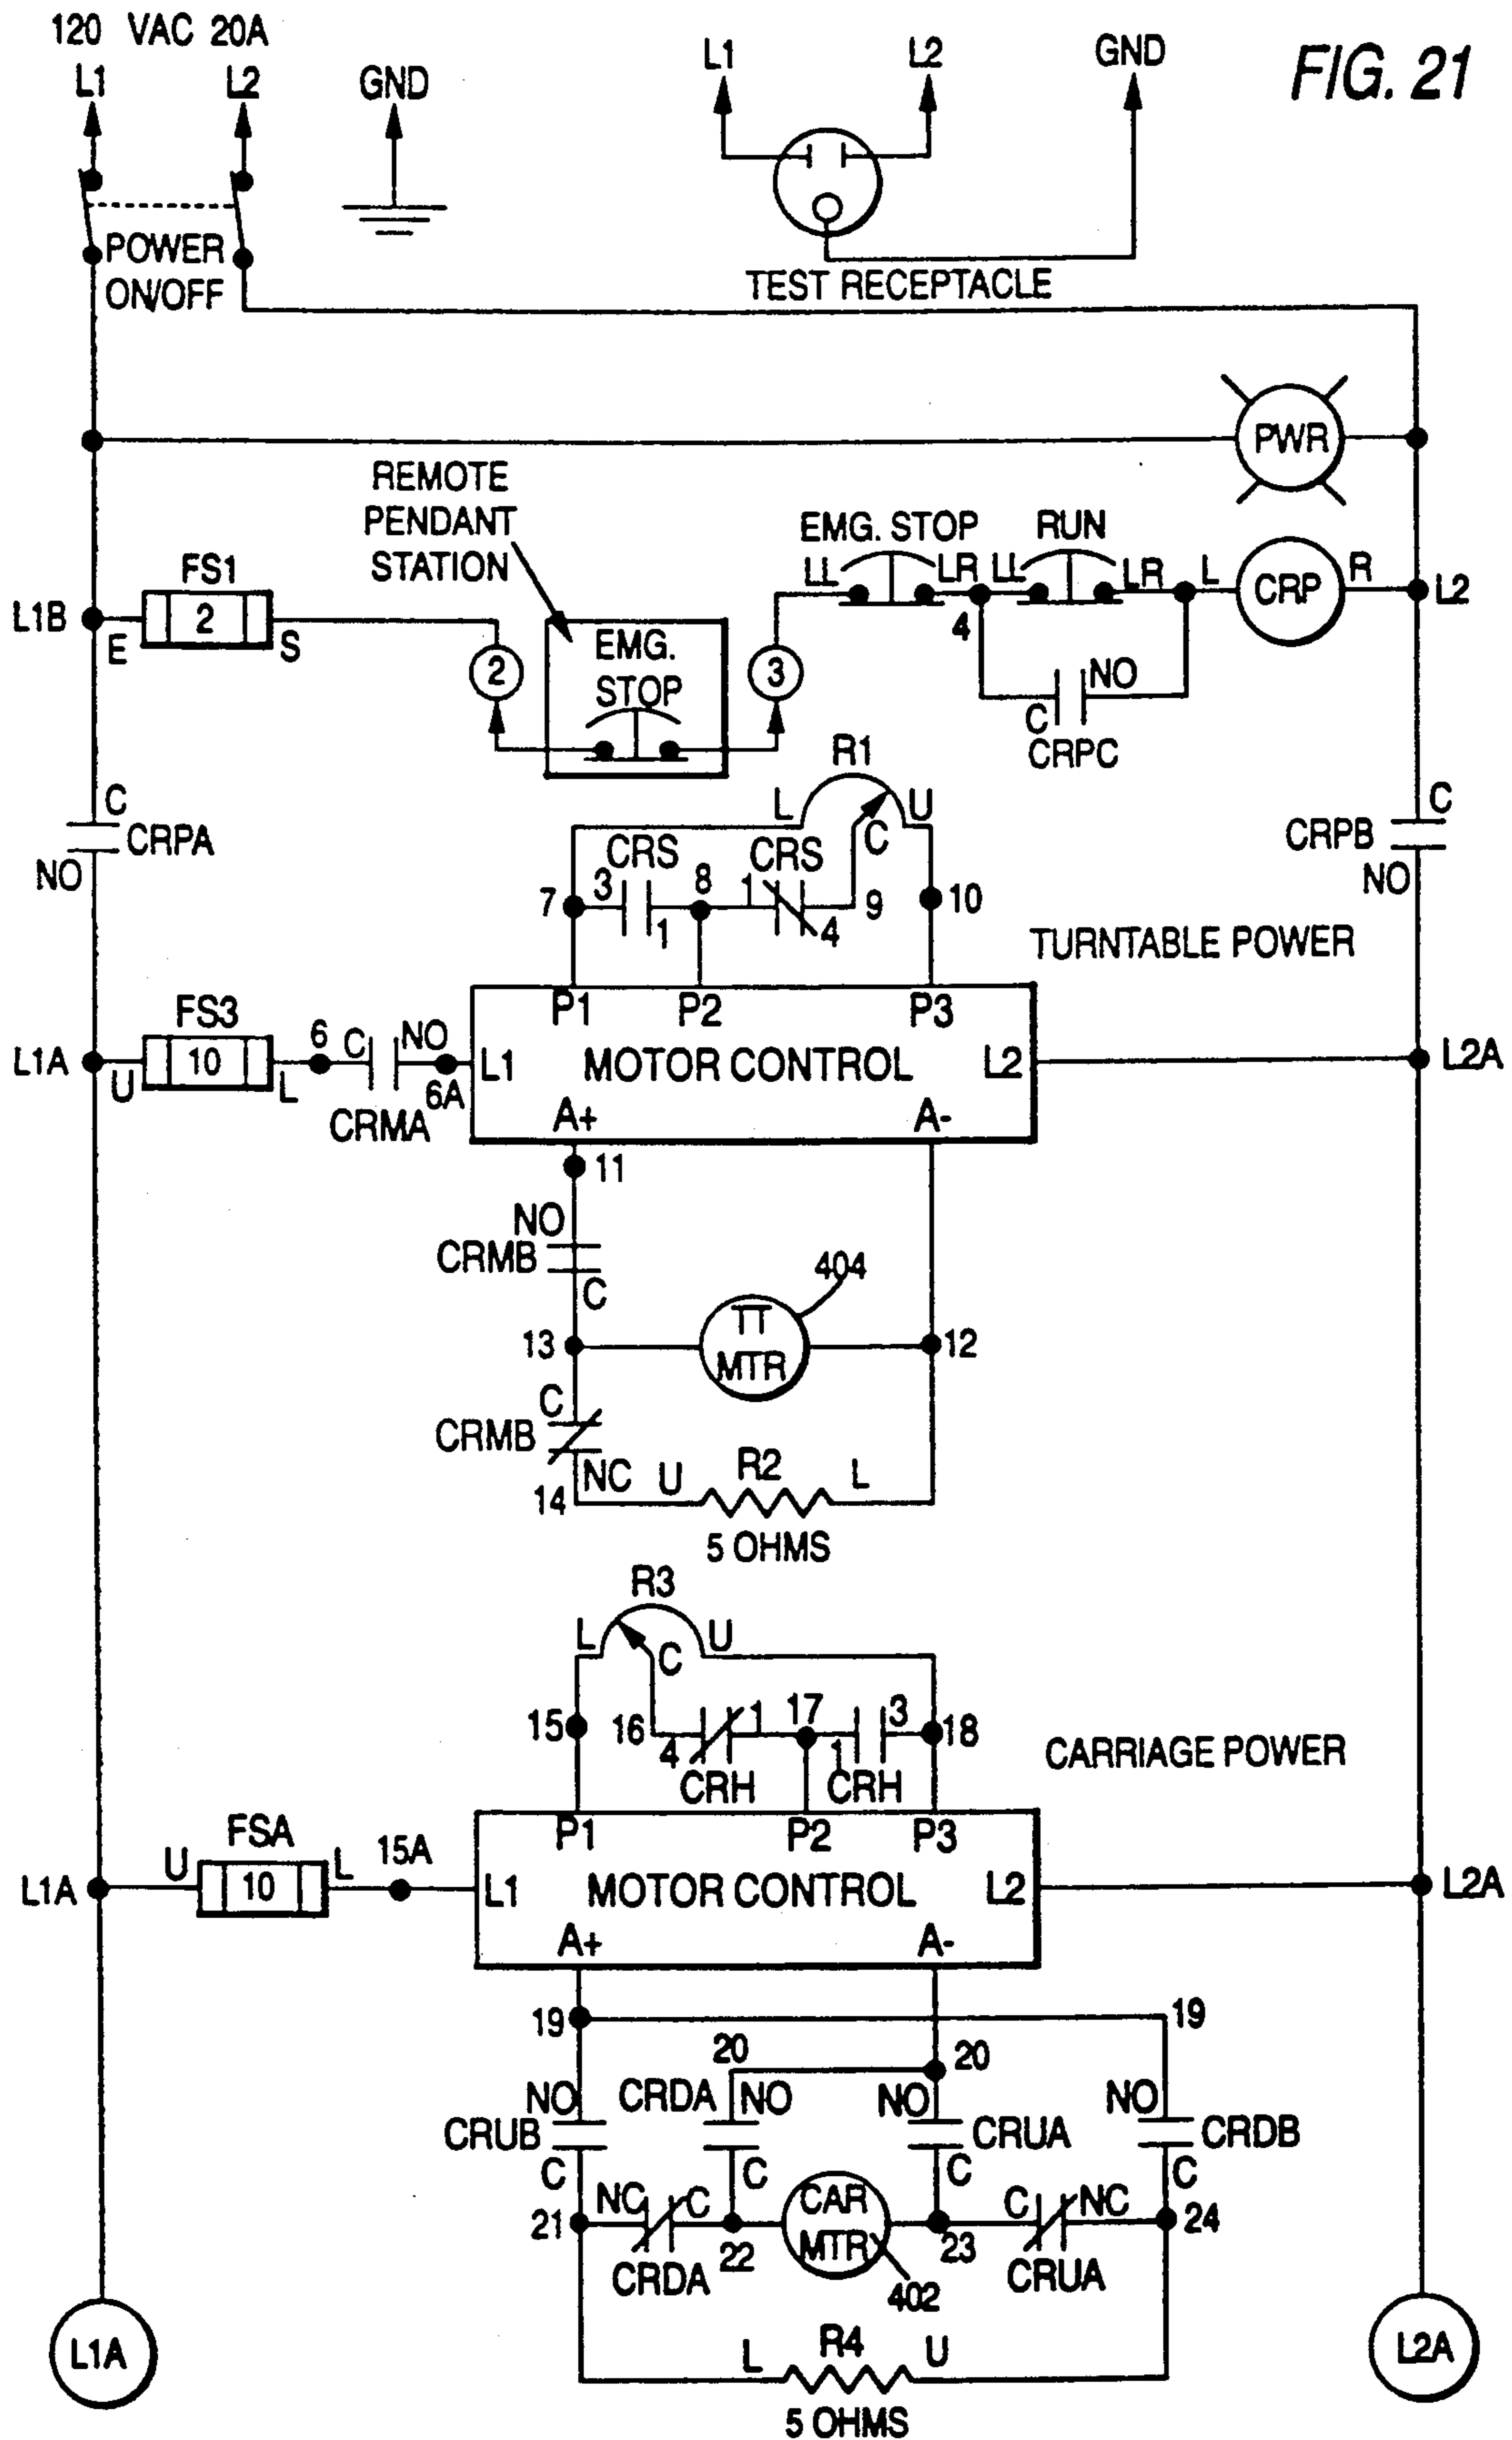 120 VAC 20A
L1 L2 GND
L1 L2 GND
FIG. 21
POWER
ON/OFF
TEST RECEPTACLE
PWR
REMOTE
PENDANT
STATION
EMG. STOP RUN
FS1
LL LR LL LR L CRP R
L1B 2 L2
E S
4
2 EMG. 3
STOP
NO
C
CRPC
R1
C L U C
CRPA CRPB
NO C NO
CRS CRS
7 3 8 1 9 10
1 4
TURNTABLE POWER
FS3
P1 P2 P3
L1A 10 6 C NO L1 MOTOR CONTROL L2 L2A
U L 6A
CRMA A+ A-
11
NO
CRMB
C
404
13 TT 12
MTR
C
CRMB
NC U R2 L
14
5 OHMS
R3
L U
C
15 16 1 17 3 18
4 1
CRH CRH
CARRIAGE POWER
FSA
P1 P2 P3
U L 15A
L1A 10 L1 MOTOR CONTROL L2 L2A
A+ A-
19 19
20 20
NO CRDA NO NO NO
CRUB CRUA CRDB
C C C C
NC C CAR C NC
21 22 MTR 23 24
CRDA CRUA
402
L1A L2A
L R4 U
5 OHMS